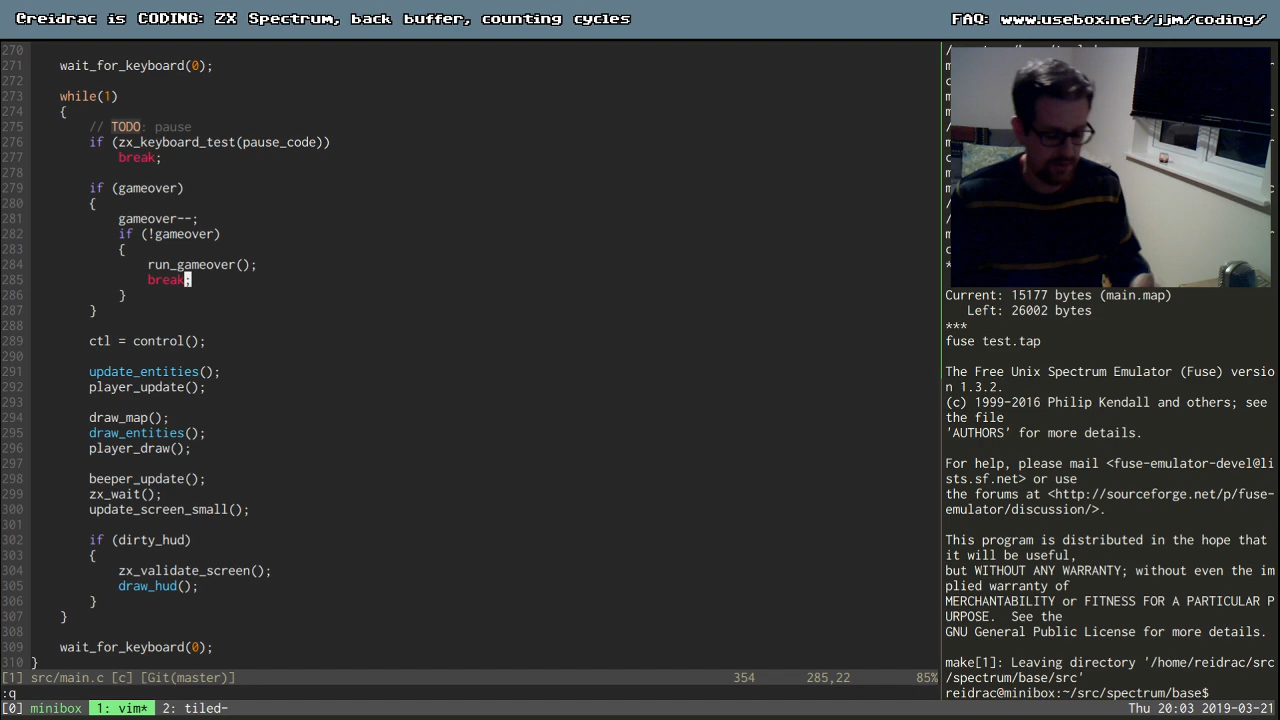 @reidrac is CODING: ZX Spectrum, back buffer, counting cycles
FAQ: www.usebox.net/jjm/coding/
270
271 wait_for_keyboard(0);
272
273 while(1)
274 {
275 // TODO: pause
276 if (zx_keyboard_test(pause_code))
277 break;
278
279 if (gameover)
280 {
281 gameover--;
282 if (!gameover)
283 {
284 run_gameover();
285 break;
286 }
287 }
288
289 ctl = control();
290
291 update_entities();
292 player_update();
293
294 draw_map();
295 draw_entities();
296 player_draw();
297
298 beeper_update();
299 zx_wait();
300 update_screen_small();
301
302 if (dirty_hud)
303 {
304 zx_validate_screen();
305 draw_hud();
306 }
307 }
308
309 wait_for_keyboard(0);
310 }
[1] src/main.c [c] [Git(master)] 354 285,22 85%
:q
Current: 15177 bytes (main.map)
Left: 26002 bytes
***
fuse test.tap
The Free Unix Spectrum Emulator (Fuse) versio
n 1.3.2.
(c) 1999-2016 Philip Kendall and others; see
the file
'AUTHORS' for more details.
For help, please mail <fuse-emulator-devel@li
sts.sf.net> or use
the forums at <http://sourceforge.net/p/fuse-
emulator/discussion/>.
This program is distributed in the hope that
it will be useful,
but WITHOUT ANY WARRANTY; without even the im
plied warranty of
MERCHANTABILITY or FITNESS FOR A PARTICULAR P
URPOSE. See the
GNU General Public License for more details.
make[1]: Leaving directory '/home/reidrac/src
/spectrum/base/src'
reidrac@minibox:~/src/spectrum/base$
[0] minibox 1: vim* 2: tiled- Thu 20:03 2019-03-21